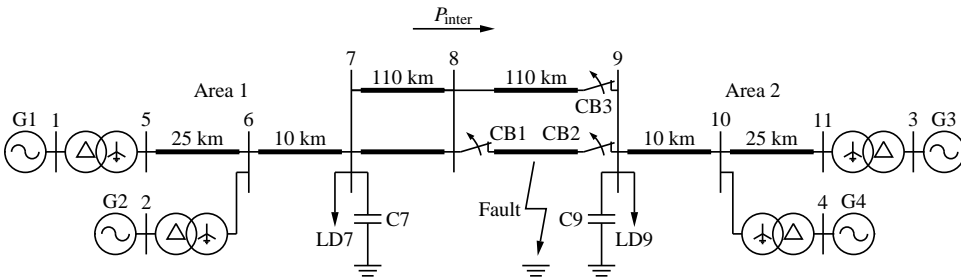 P_inter
7 8 9
110 km 110 km
Area 1 CB3 Area 2
G1 1 5 6 CB1 CB2 10 11 3 G3
25 km 10 km 10 km 25 km
G2 2 Fault C7 C9 4 G4
LD7 LD9